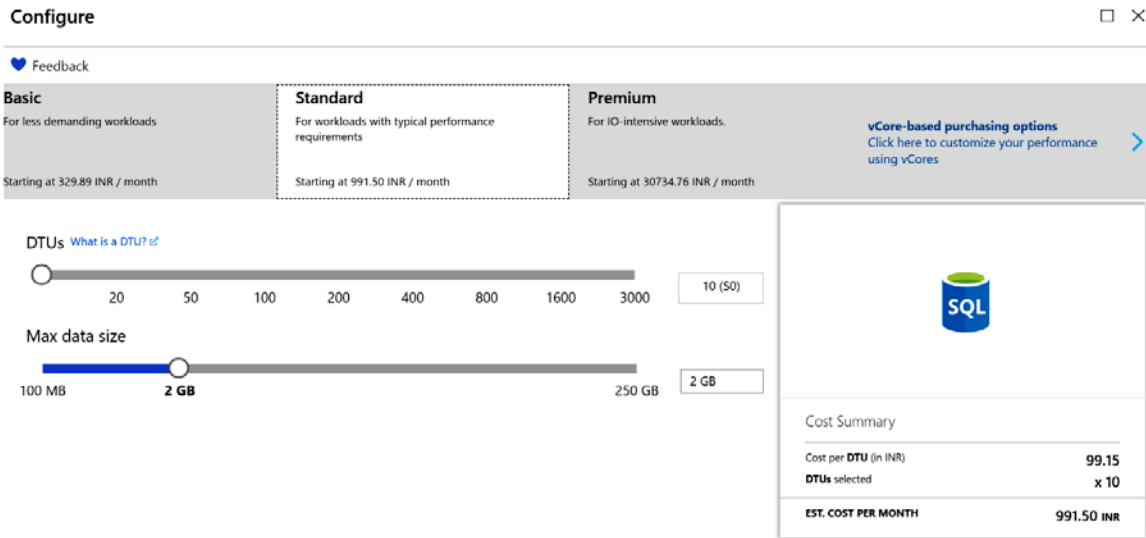 Configure
Feedback
Basic
For less demanding workloads
Starting at 329.89 INR / month
Standard
For workloads with typical performance
requirements
Starting at 991.50 INR / month
Premium
For IO-intensive workloads.
Starting at 30734.76 INR / month
vCore-based purchasing options
Click here to customize your performance
using vCores
DTUs What is a DTU?
20 50 100 200 400 800 1600 3000
10 (S0)
Max data size
100 MB 2 GB 250 GB
2 GB
SQL
Cost Summary
Cost per DTU (in INR) 99.15
DTUs selected x 10
EST. COST PER MONTH 991.50 INR